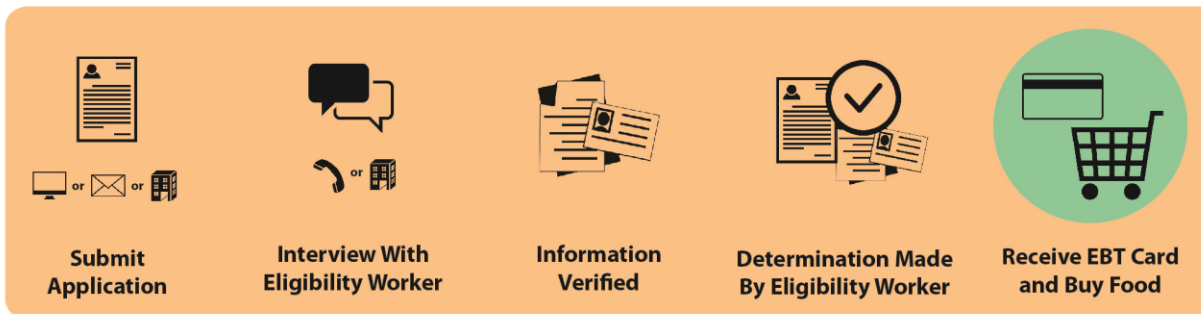 or
or
Submit
Application
or
Interview With
Eligibility Worker
Information
Verified
Determination Made
By Eligibility Worker
Receive EBT Card
and Buy Food